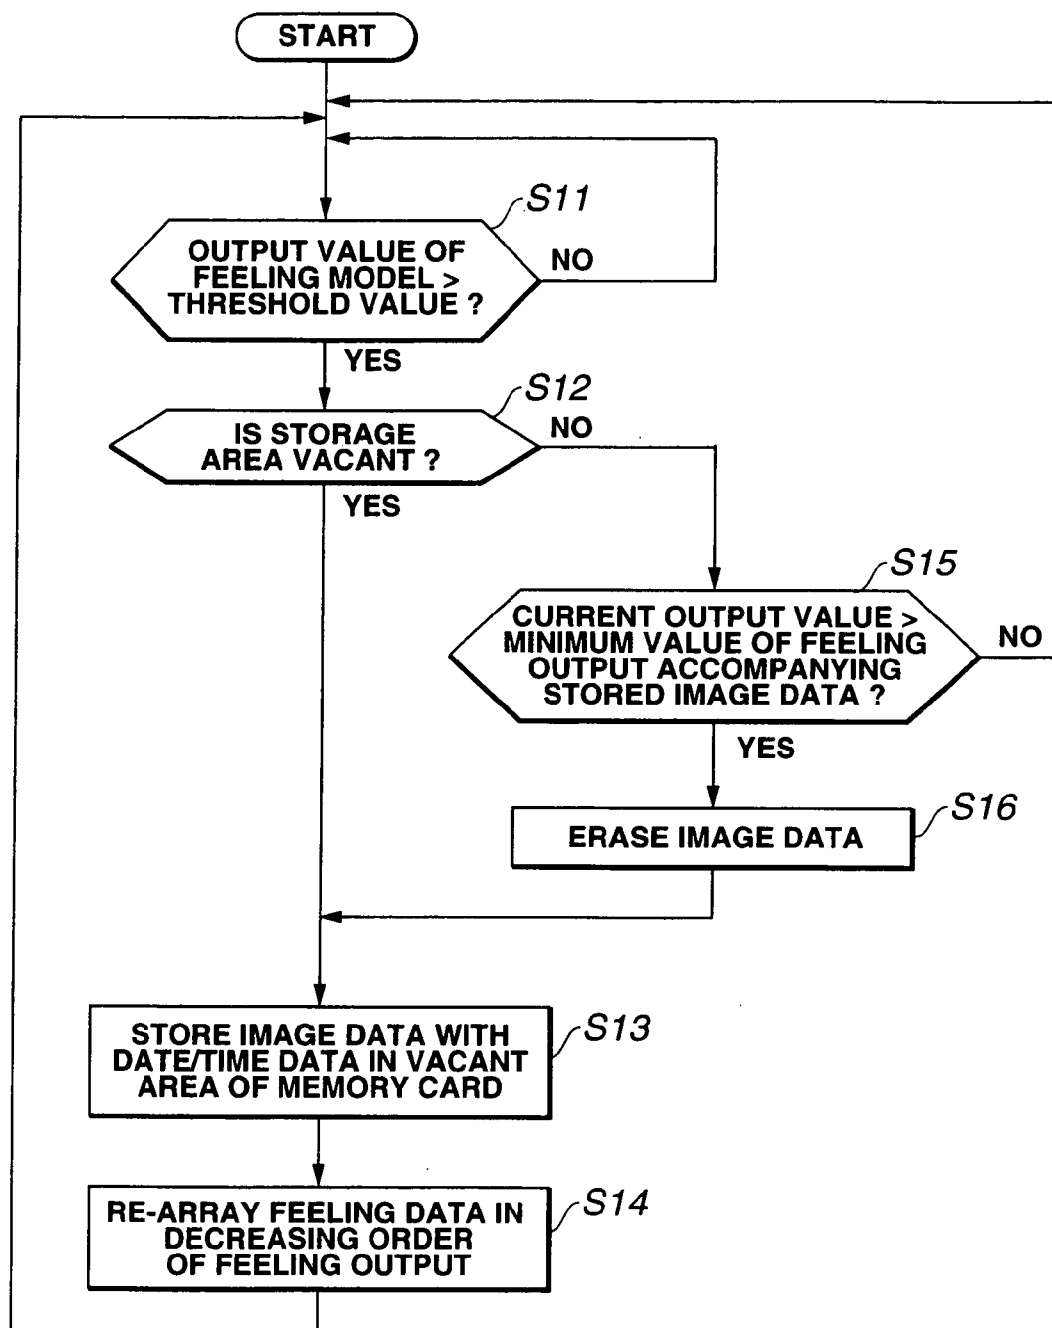 START
S11
OUTPUT VALUE OF
FEELING MODEL >
THRESHOLD VALUE ?
NO
YES
S12
IS STORAGE
AREA VACANT ?
NO
YES
S15
CURRENT OUTPUT VALUE >
MINIMUM VALUE OF FEELING
OUTPUT ACCOMPANYING
STORED IMAGE DATA ?
NO
YES
S16
ERASE IMAGE DATA
S13
STORE IMAGE DATA WITH
DATE/TIME DATA IN VACANT
AREA OF MEMORY CARD
S14
RE-ARRAY FEELING DATA IN
DECREASING ORDER
OF FEELING OUTPUT